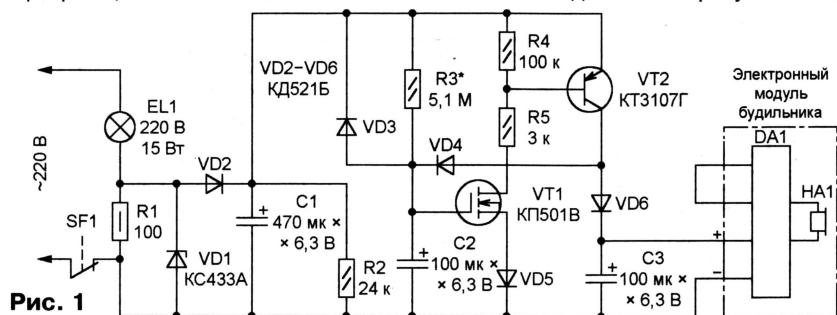 ~220 В
SF1
EL1
220 В
15 Вт
R1
100
VD2
VD1
КС433А
VD2–VD6
КД521Б
C1
470 мк ×
× 6,3 В
R2
24 к
VD3
R3*
5,1 М
VD4
C2
100 мк ×
× 6,3 В
R4
100 к
R5
3 к
VT1
КП501В
VD5
VT2
КТ3107Г
VD6
C3
100 мк ×
× 6,3 В
Электронный
модуль
будильника
DA1
HA1
+
−
Рис. 1